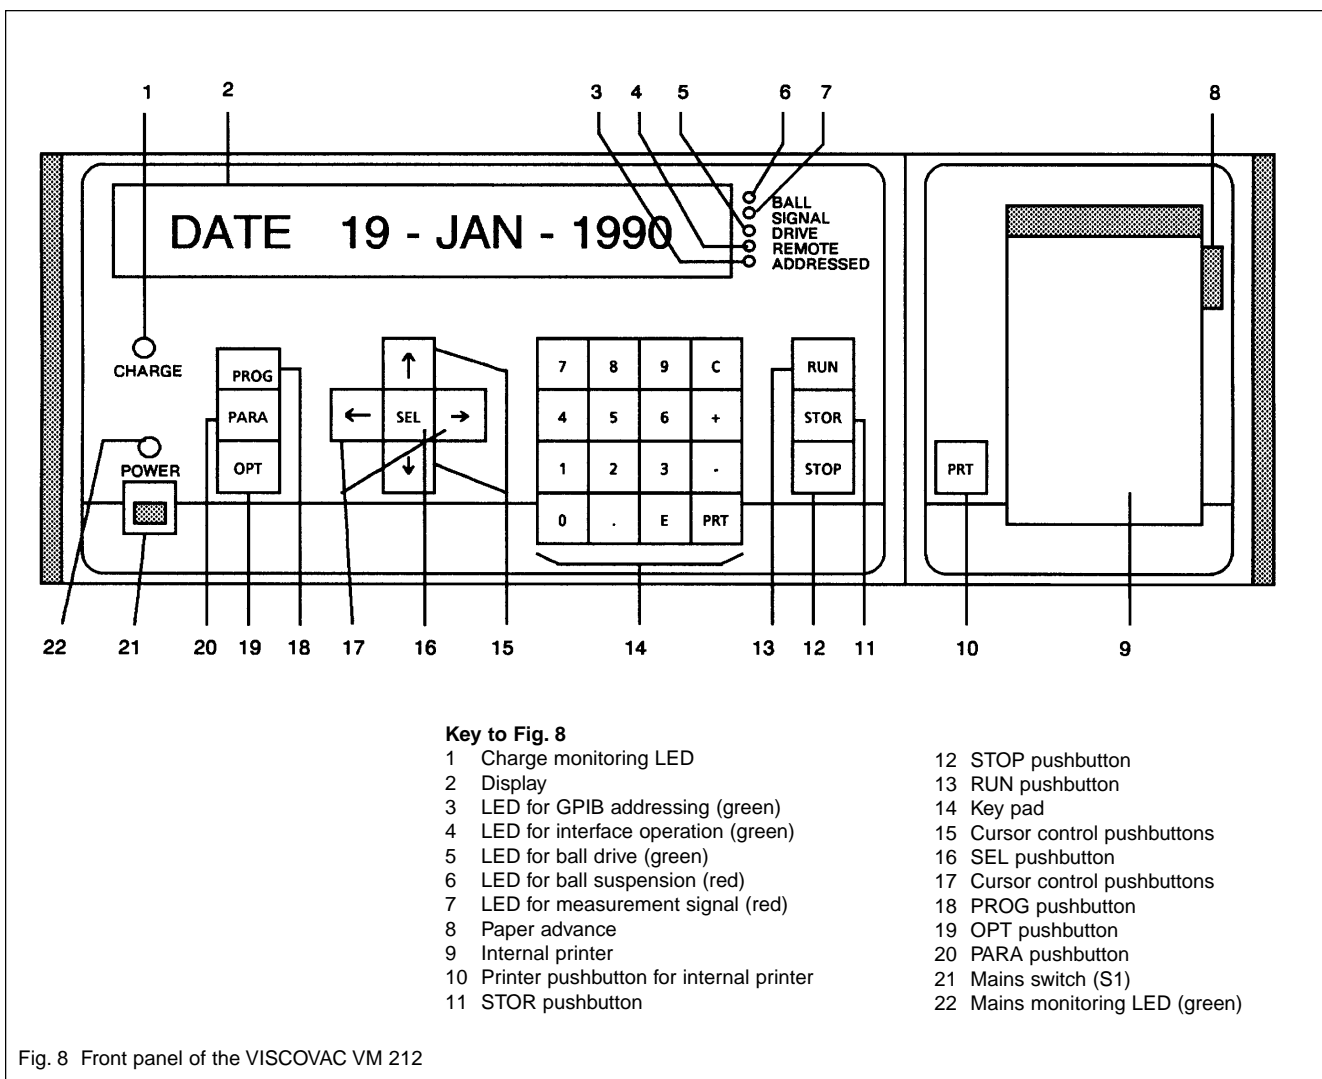 1 2 3 4 5 6 7 8
DATE 19 - JAN - 1990
BALL
SIGNAL
DRIVE
REMOTE
ADDRESSED
CHARGE
POWER
PROG
PARA
OPT
↑
← SEL →
↓
7 8 9 C
4 5 6 +
1 2 3 -
0 . E PRT
RUN
STOR
STOP
PRT
22 21 20 19 18 17 16 15 14 13 12 11 10 9
Key to Fig. 8
1 Charge monitoring LED
2 Display
3 LED for GPIB addressing (green)
4 LED for interface operation (green)
5 LED for ball drive (green)
6 LED for ball suspension (red)
7 LED for measurement signal (red)
8 Paper advance
9 Internal printer
10 Printer pushbutton for internal printer
11 STOR pushbutton
12 STOP pushbutton
13 RUN pushbutton
14 Key pad
15 Cursor control pushbuttons
16 SEL pushbutton
17 Cursor control pushbuttons
18 PROG pushbutton
19 OPT pushbutton
20 PARA pushbutton
21 Mains switch (S1)
22 Mains monitoring LED (green)
Fig. 8 Front panel of the VISCOVAC VM 212